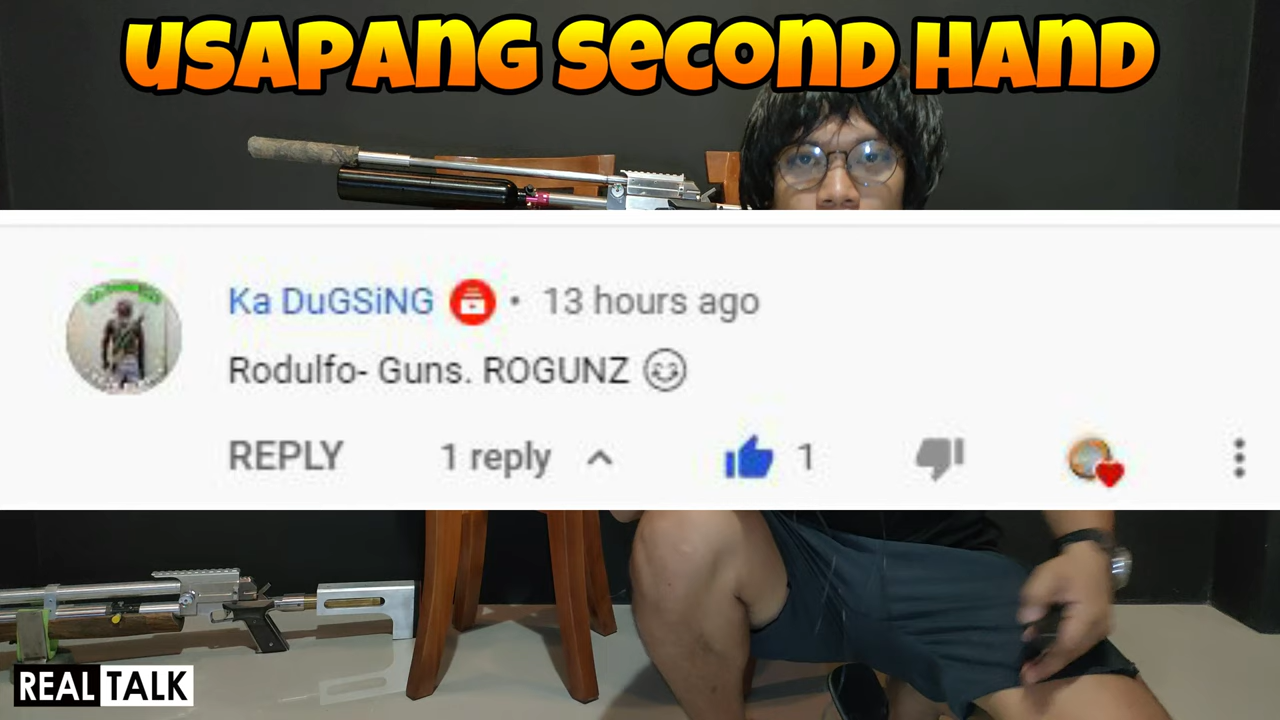 USAPANG SECOND HAND
Ka DuGSiNG • 13 hours ago
Rodulfo- Guns. ROGUNZ 😊
REPLY 1 reply 1
REAL TALK